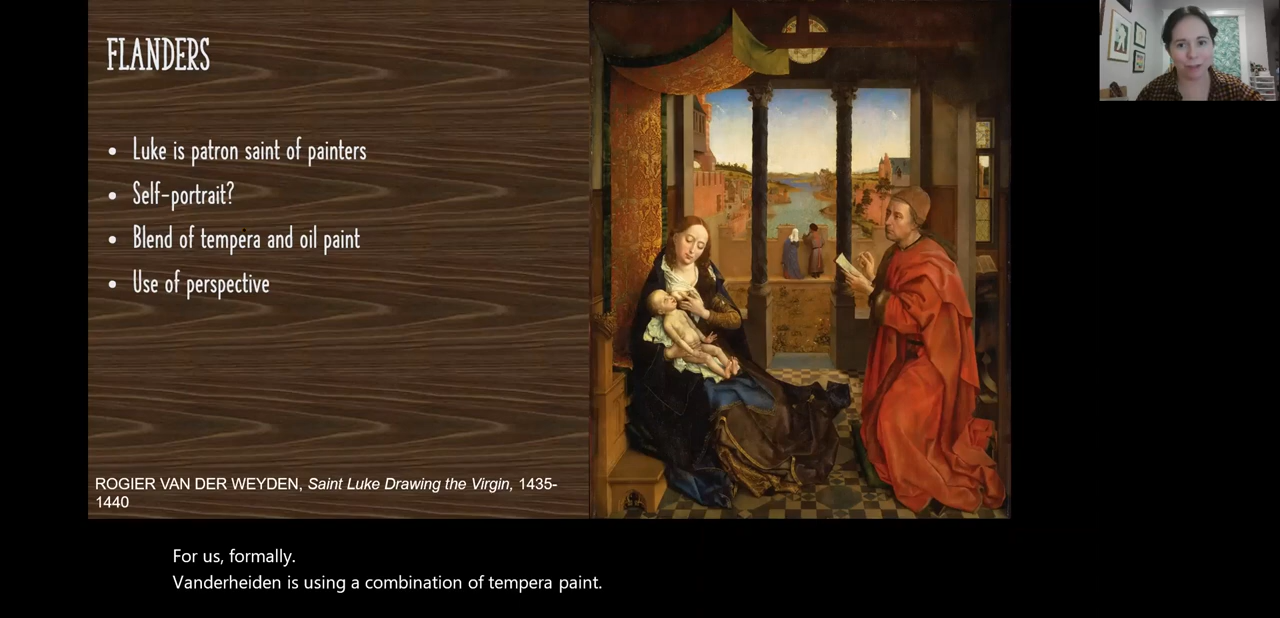 FLANDERS
• Luke is patron saint of painters
• Self-portrait?
• Blend of tempera and oil paint
• Use of perspective
ROGIER VAN DER WEYDEN, Saint Luke Drawing the Virgin, 1435-
1440
For us, formally.
Vanderheiden is using a combination of tempera paint.